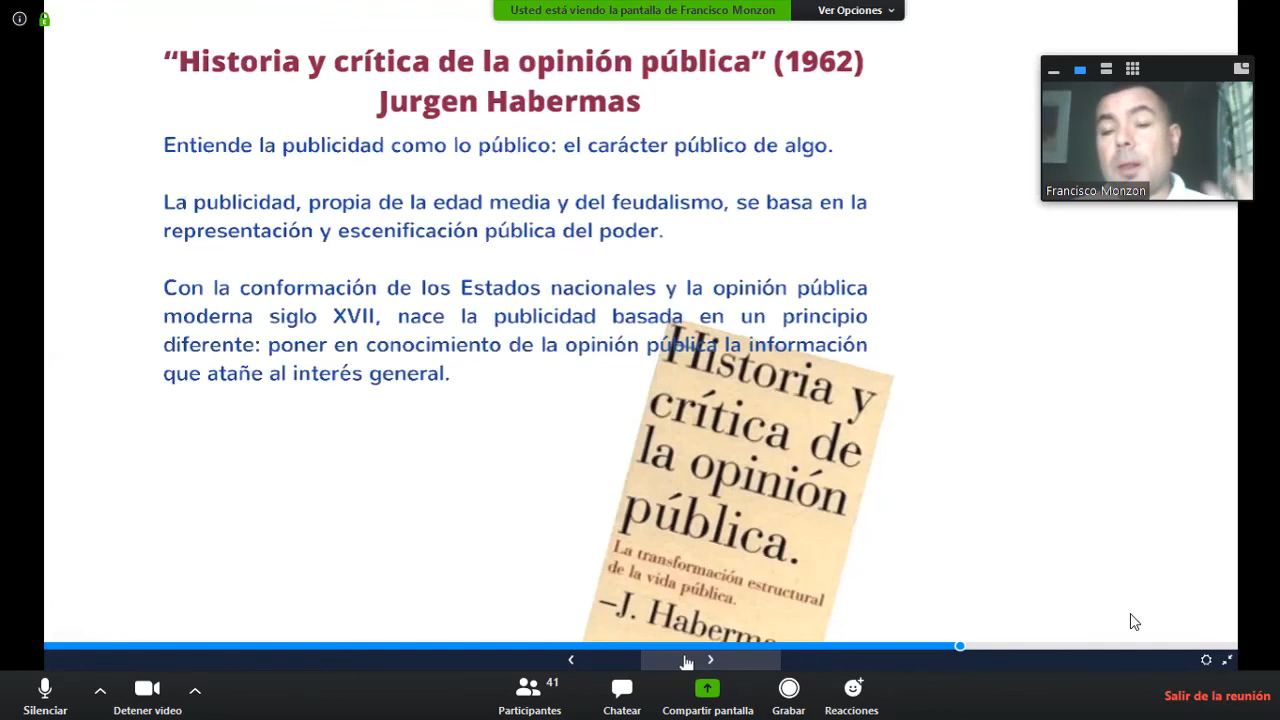 Usted está viendo la pantalla de Francisco Monzon
Ver Opciones
“Historia y crítica de la opinión pública” (1962)
Jurgen Habermas
Entiende la publicidad como lo público: el carácter público de algo.
La publicidad, propia de la edad media y del feudalismo, se basa en la
representación y escenificación pública del poder.
Con la conformación de los Estados nacionales y la opinión pública
moderna siglo XVII, nace la publicidad basada en un principio
diferente: poner en conocimiento de la opinión pública la información
que atañe al interés general.
Francisco Monzon
Historia y
crítica de
la opinión
pública.
La transformación estructural
de la vida pública.
–J. Haberma
Silenciar
Detener video
41
Participantes
Chatear
Compartir pantalla
Grabar
Reacciones
Salir de la reunión